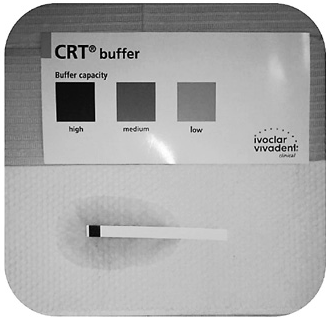 CRT® buffer
Buffer capacity
high medium low
ivoclar
vivadent:
clinical